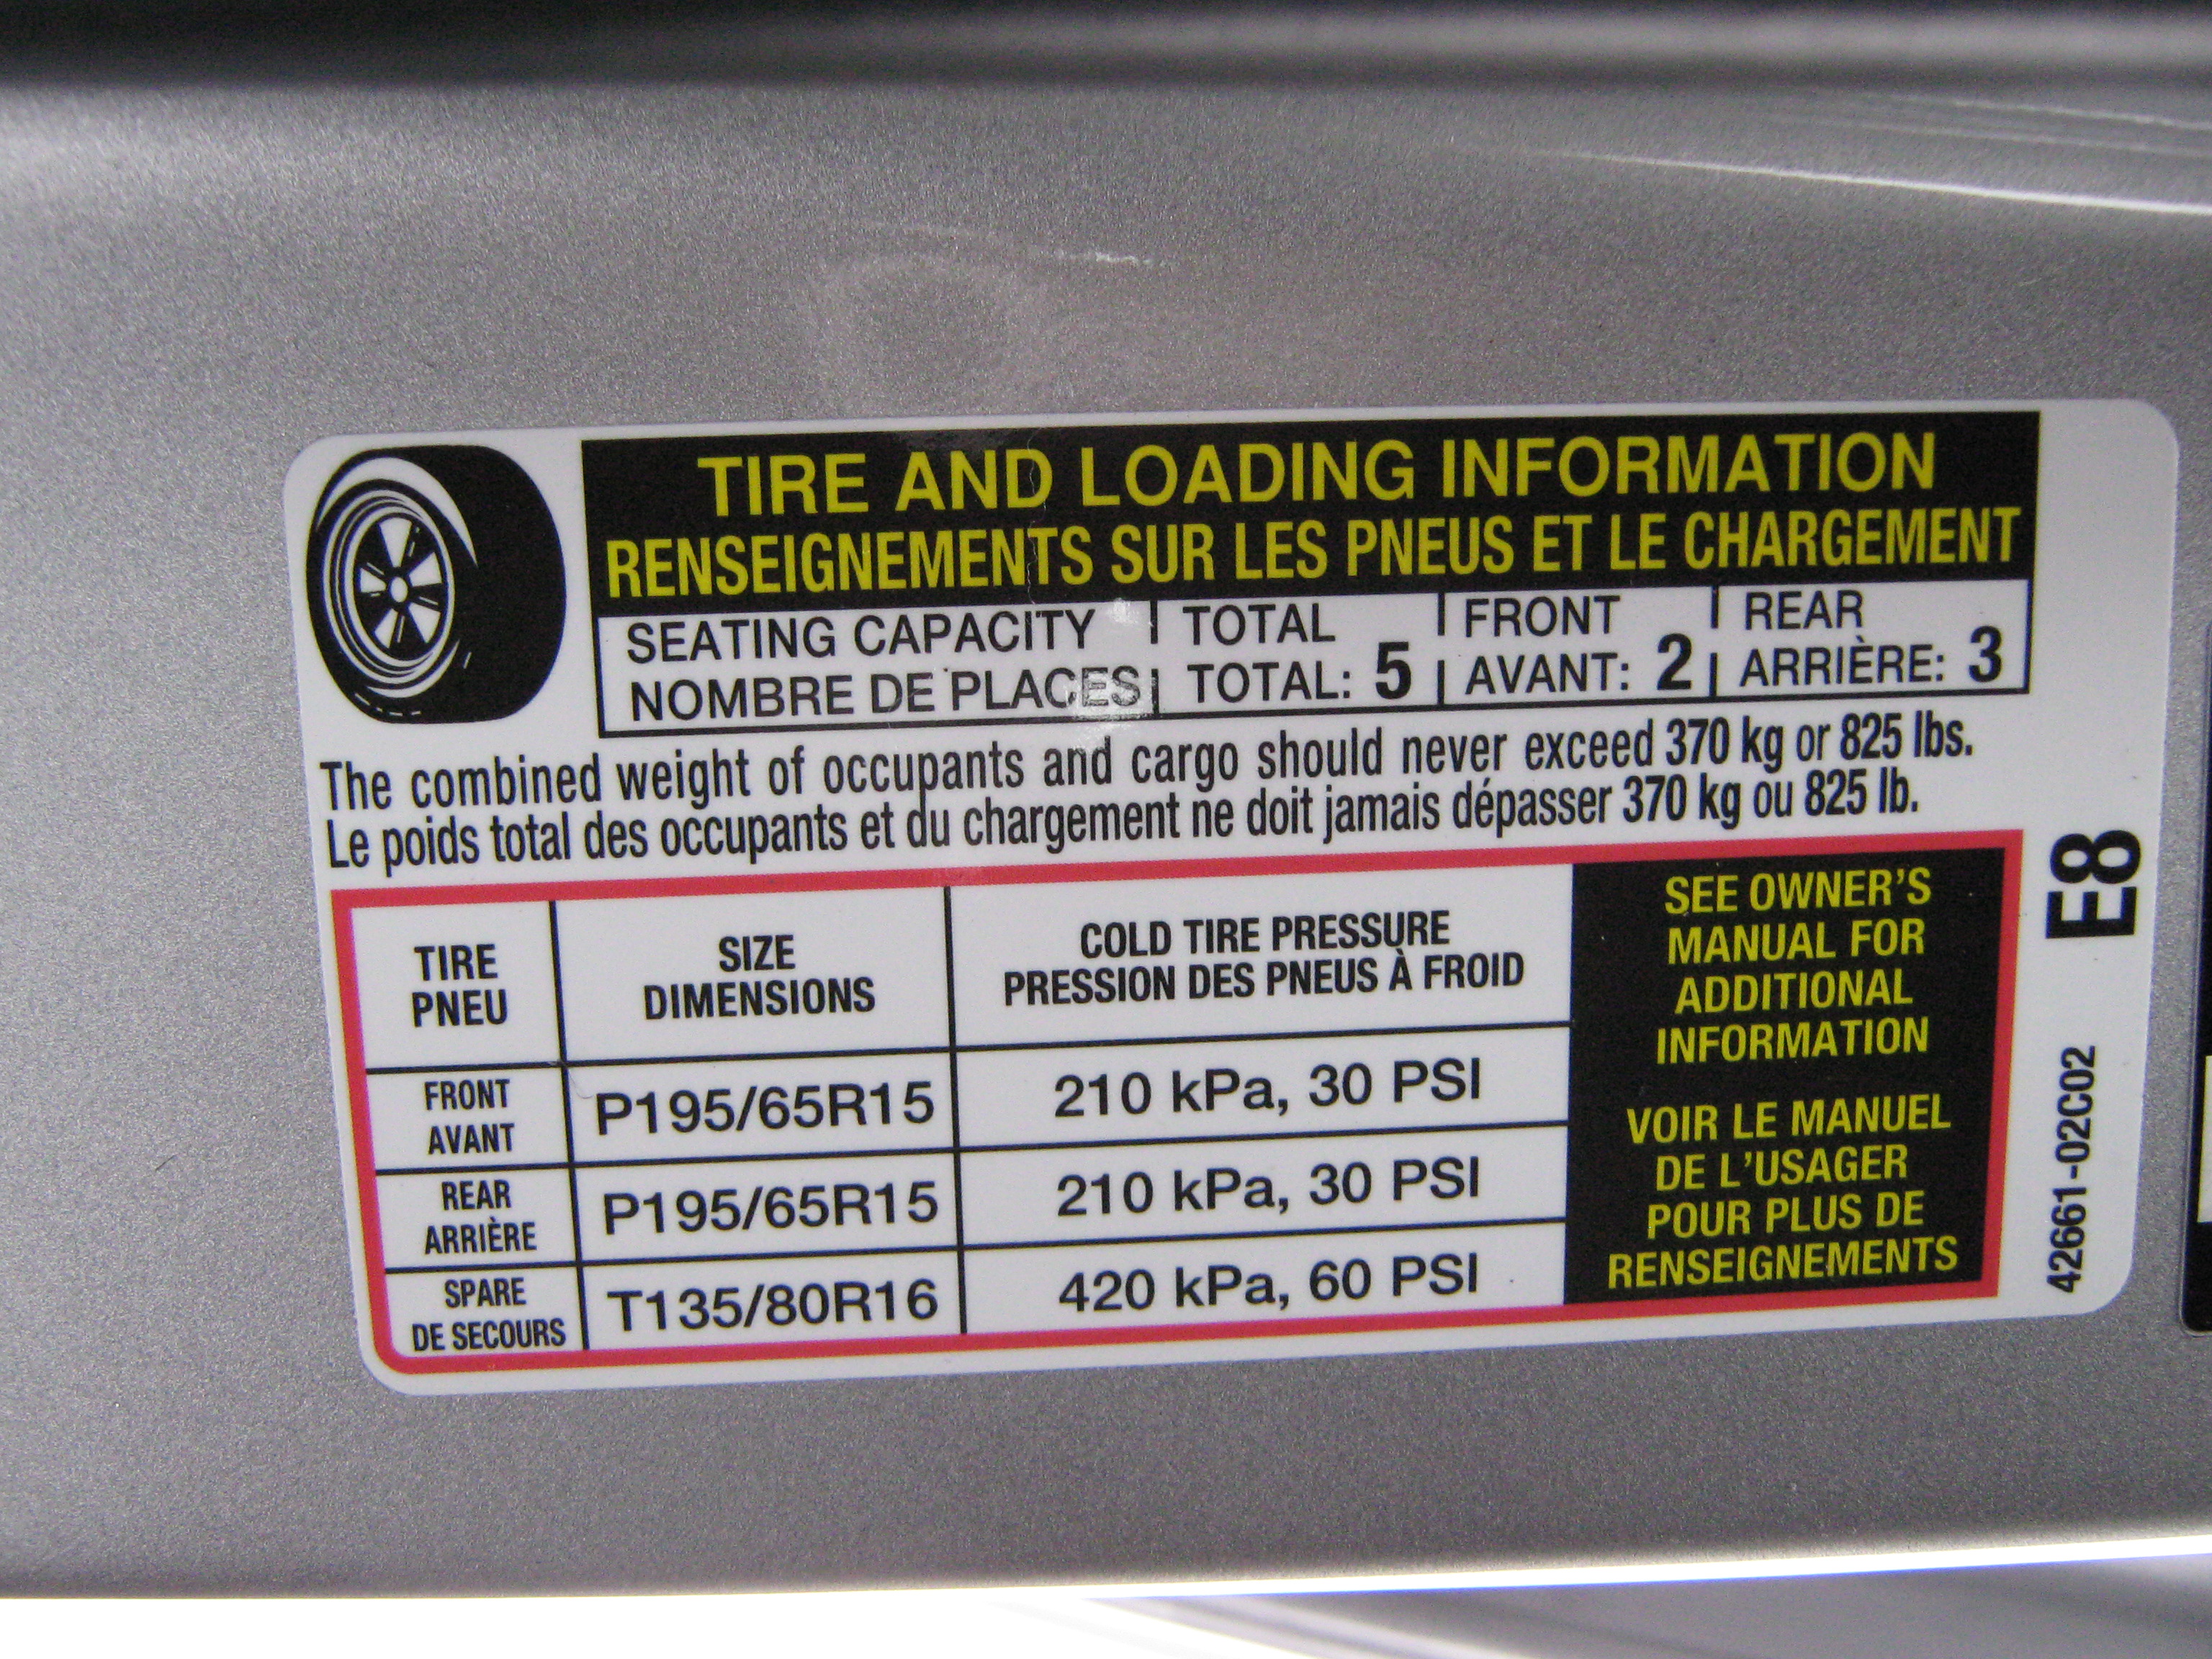 TIRE AND LOADING INFORMATION
RENSEIGNEMENTS SUR LES PNEUS ET LE CHARGEMENT
SEATING CAPACITY | TOTAL | FRONT | REAR
NOMBRE DE PLACES | TOTAL: 5 | AVANT: 2 | ARRIÈRE: 3
The combined weight of occupants and cargo should never exceed 370 kg or 825 lbs.
Le poids total des occupants et du chargement ne doit jamais dépasser 370 kg ou 825 lb.
TIRE
PNEU
SIZE
DIMENSIONS
COLD TIRE PRESSURE
PRESSION DES PNEUS À FROID
FRONT
AVANT
P195/65R15
210 kPa, 30 PSI
REAR
ARRIÈRE
P195/65R15
210 kPa, 30 PSI
SPARE
DE SECOURS
T135/80R16
420 kPa, 60 PSI
SEE OWNER'S
MANUAL FOR
ADDITIONAL
INFORMATION
VOIR LE MANUEL
DE L'USAGER
POUR PLUS DE
RENSEIGNEMENTS
42661-02C02
E8